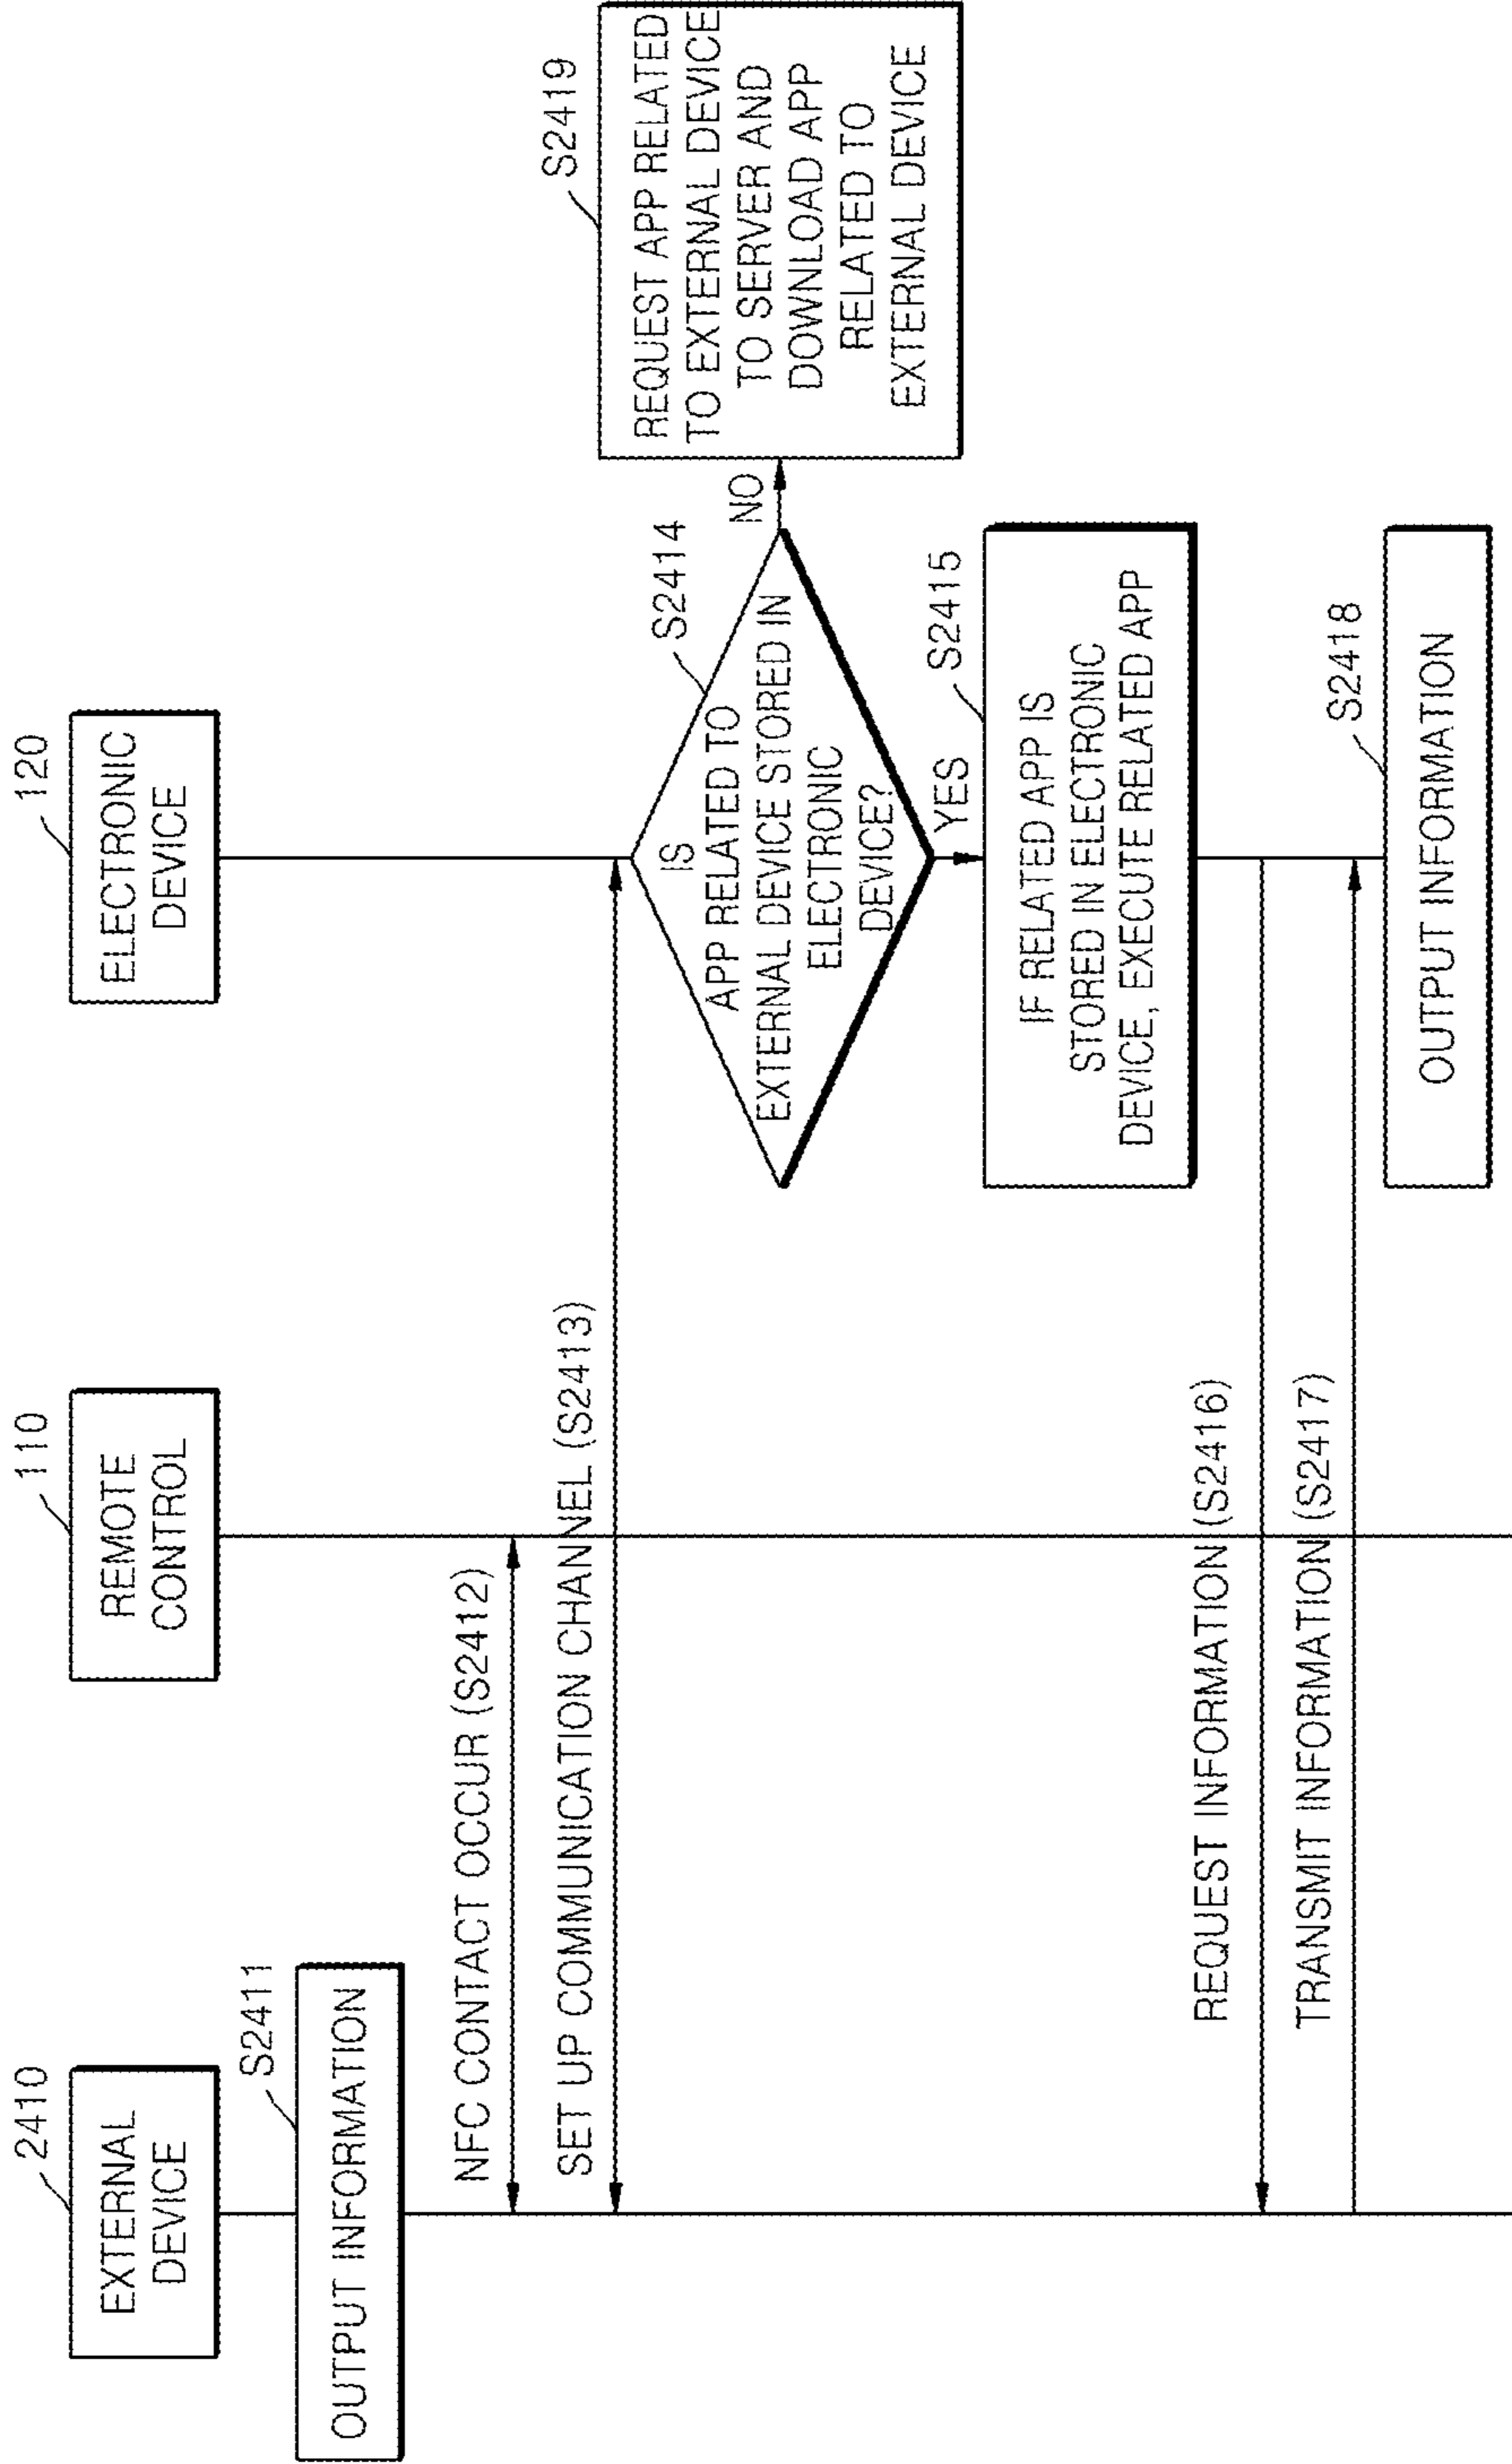 2410
EXTERNAL
DEVICE
110
REMOTE
CONTROL
120
ELECTRONIC
DEVICE
S2411
OUTPUT INFORMATION
NFC CONTACT OCCUR (S2412)
SET UP COMMUNICATION CHANNEL (S2413)
S2414
IS
APP RELATED TO
EXTERNAL DEVICE STORED IN
ELECTRONIC
DEVICE?
NO
S2419
REQUEST APP RELATED
TO EXTERNAL DEVICE
TO SERVER AND
DOWNLOAD APP
RELATED TO
EXTERNAL DEVICE
YES
S2415
IF RELATED APP IS
STORED IN ELECTRONIC
DEVICE, EXECUTE RELATED APP
REQUEST INFORMATION (S2416)
TRANSMIT INFORMATION (S2417)
S2418
OUTPUT INFORMATION